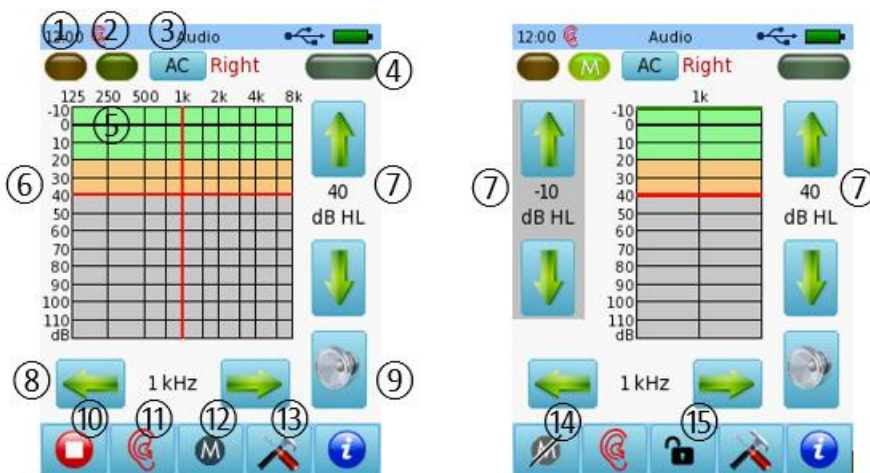 ① ② ③
12:00 Audio
AC Right ④
125 250 500 1k 2k 4k 8k
-10
0 ⑤
10
20
30
⑥ 40 40 ⑦
50 dB HL
60
70
80
90
100
110
dB
⑧ 1 kHz ⑨
⑩ ⑪ ⑫ ⑬
M i
12:00 Audio
M AC Right
1k
-10
0
10
20
30
⑦ -10 40 40 ⑦
dB HL 50 dB HL
60
70
80
90
100
110
dB
1 kHz
⑭ ⑮
M i